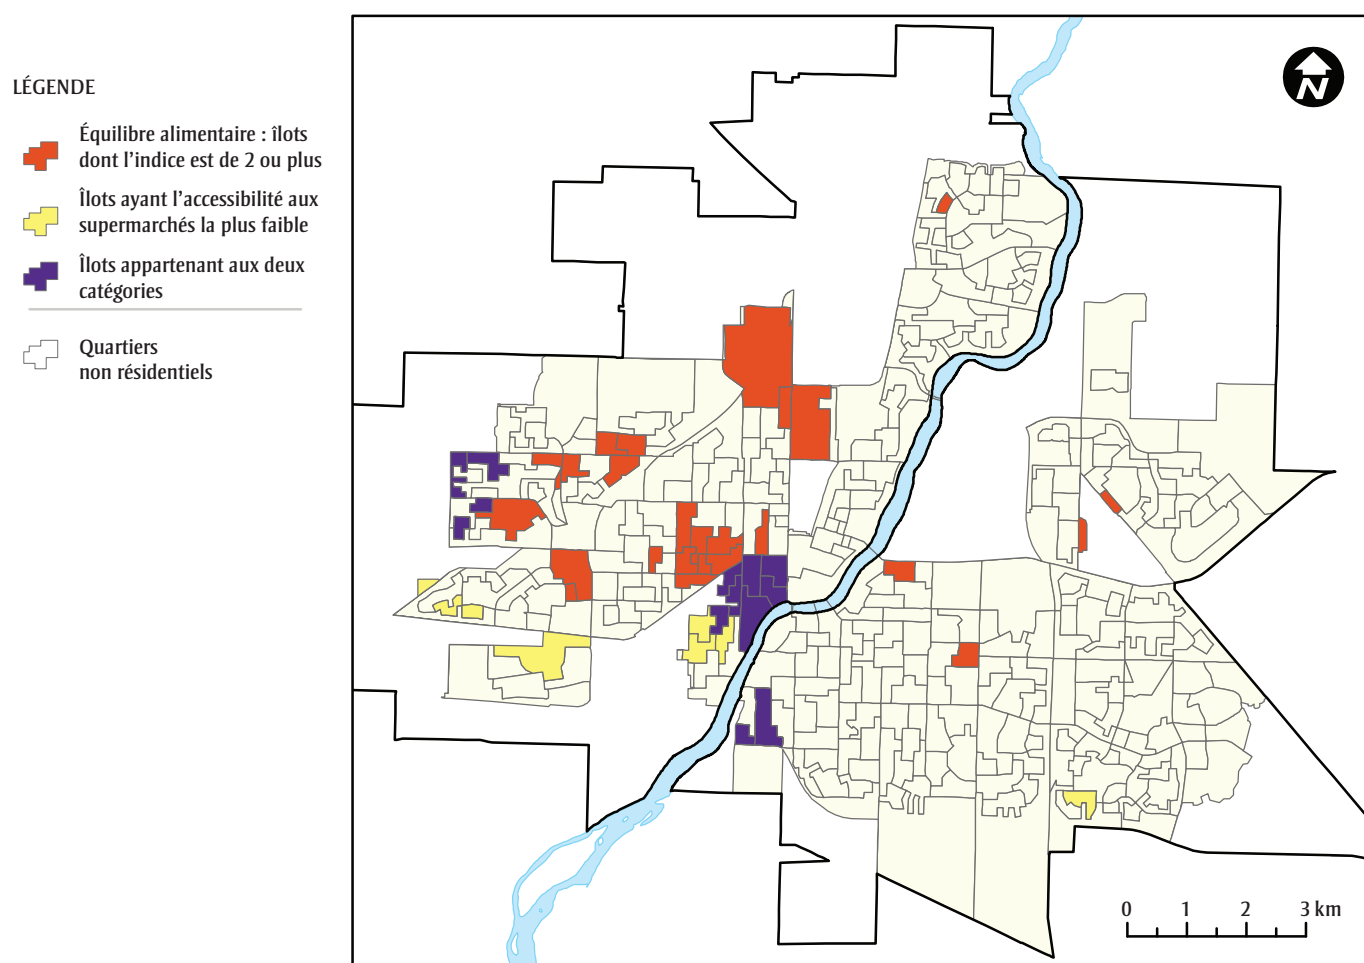 LÉGENDE
Équilibre alimentaire : îlots
dont l'indice est de 2 ou plus
Îlots ayant l'accessibilité aux
supermarchés la plus faible
Îlots appartenant aux deux
catégories
Quartiers
non résidentiels
N
0 1 2 3 km